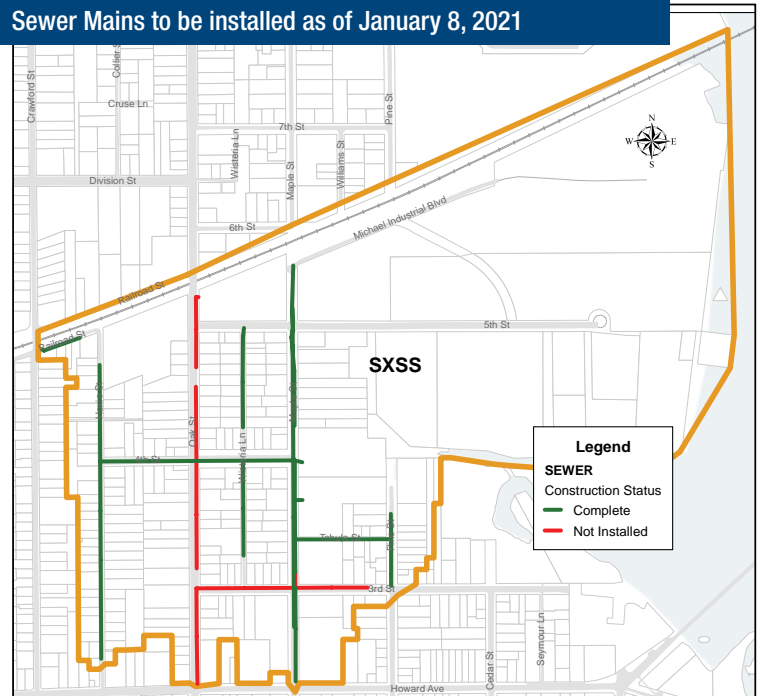 Sewer Mains to be installed as of January 8, 2021
Crawford St
Cruse Ln
Pine St
7th St
Wisteria Ln
Maple St
Williams St
N
W E
S
Division St
6th St
Michael Industrial Blvd
Railroad St
Railroad St
5th St
SXSS
Oak St
4th St
Wisteria Ln
Legend
SEWER
Construction Status
Complete
Not Installed
3rd St
Cedar St
Seymour Ln
Howard Ave